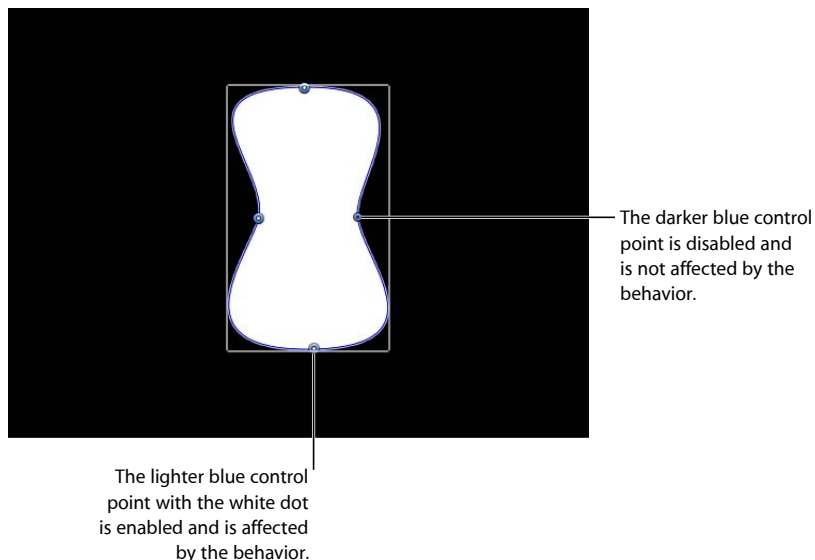 The darker blue control
point is disabled and
is not affected by the
behavior.
The lighter blue control
point with the white dot
is enabled and is affected
by the behavior.